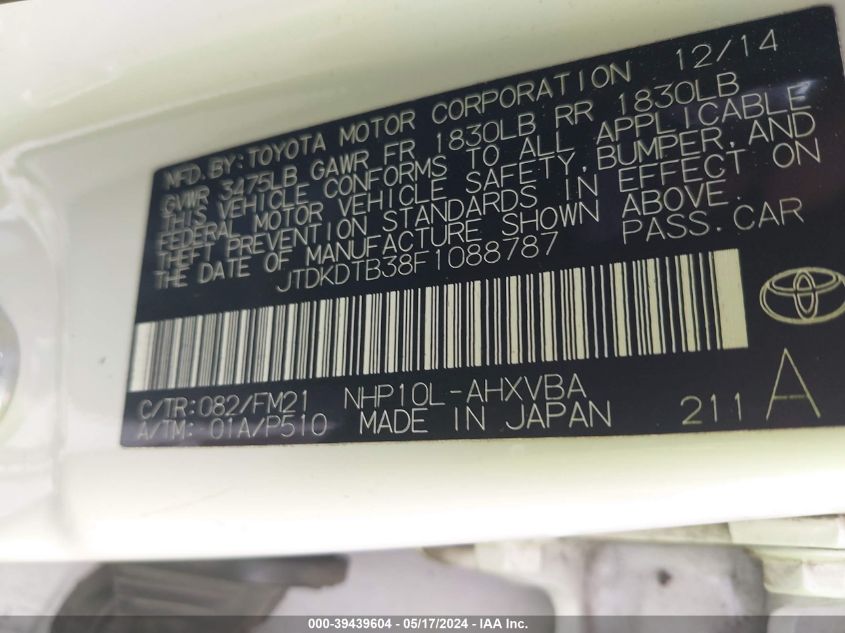 MFD.BY:TOYOTA MOTOR CORPORATION 12/14
GVWR 3475LB GAWR FR 1830LB RR 1830LB
THIS VEHICLE CONFORMS TO ALL APPLICABLE
FEDERAL MOTOR VEHICLE SAFETY,BUMPER,AND
THEFT PREVENTION STANDARDS IN EFFECT ON
THE DATE OF MANUFACTURE SHOWN ABOVE.
JTDKDTB38F1088787 PASS.CAR
C/TR:082/FM21 NHP10L-AHXVBA
A/TM: 01A/P510 MADE IN JAPAN 211 A
000-39439604 - 05/17/2024 - IAA Inc.